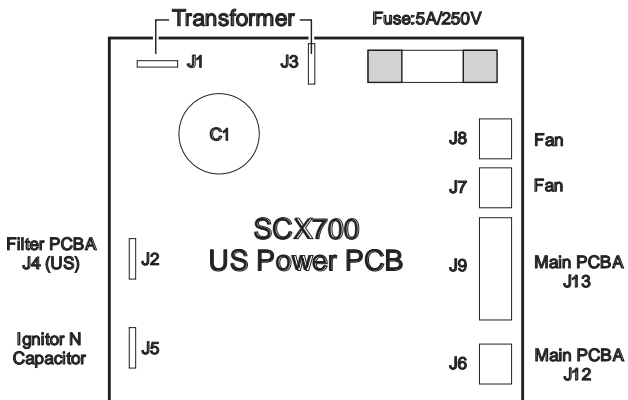 Transformer
Fuse:5A/250V
J1
J3
C1
J8
Fan
J7
Fan
SCX700
US Power PCB
Filter PCBA
J4 (US)
J2
J9
Main PCBA
J13
Ignitor N
Capacitor
J5
J6
Main PCBA
J12